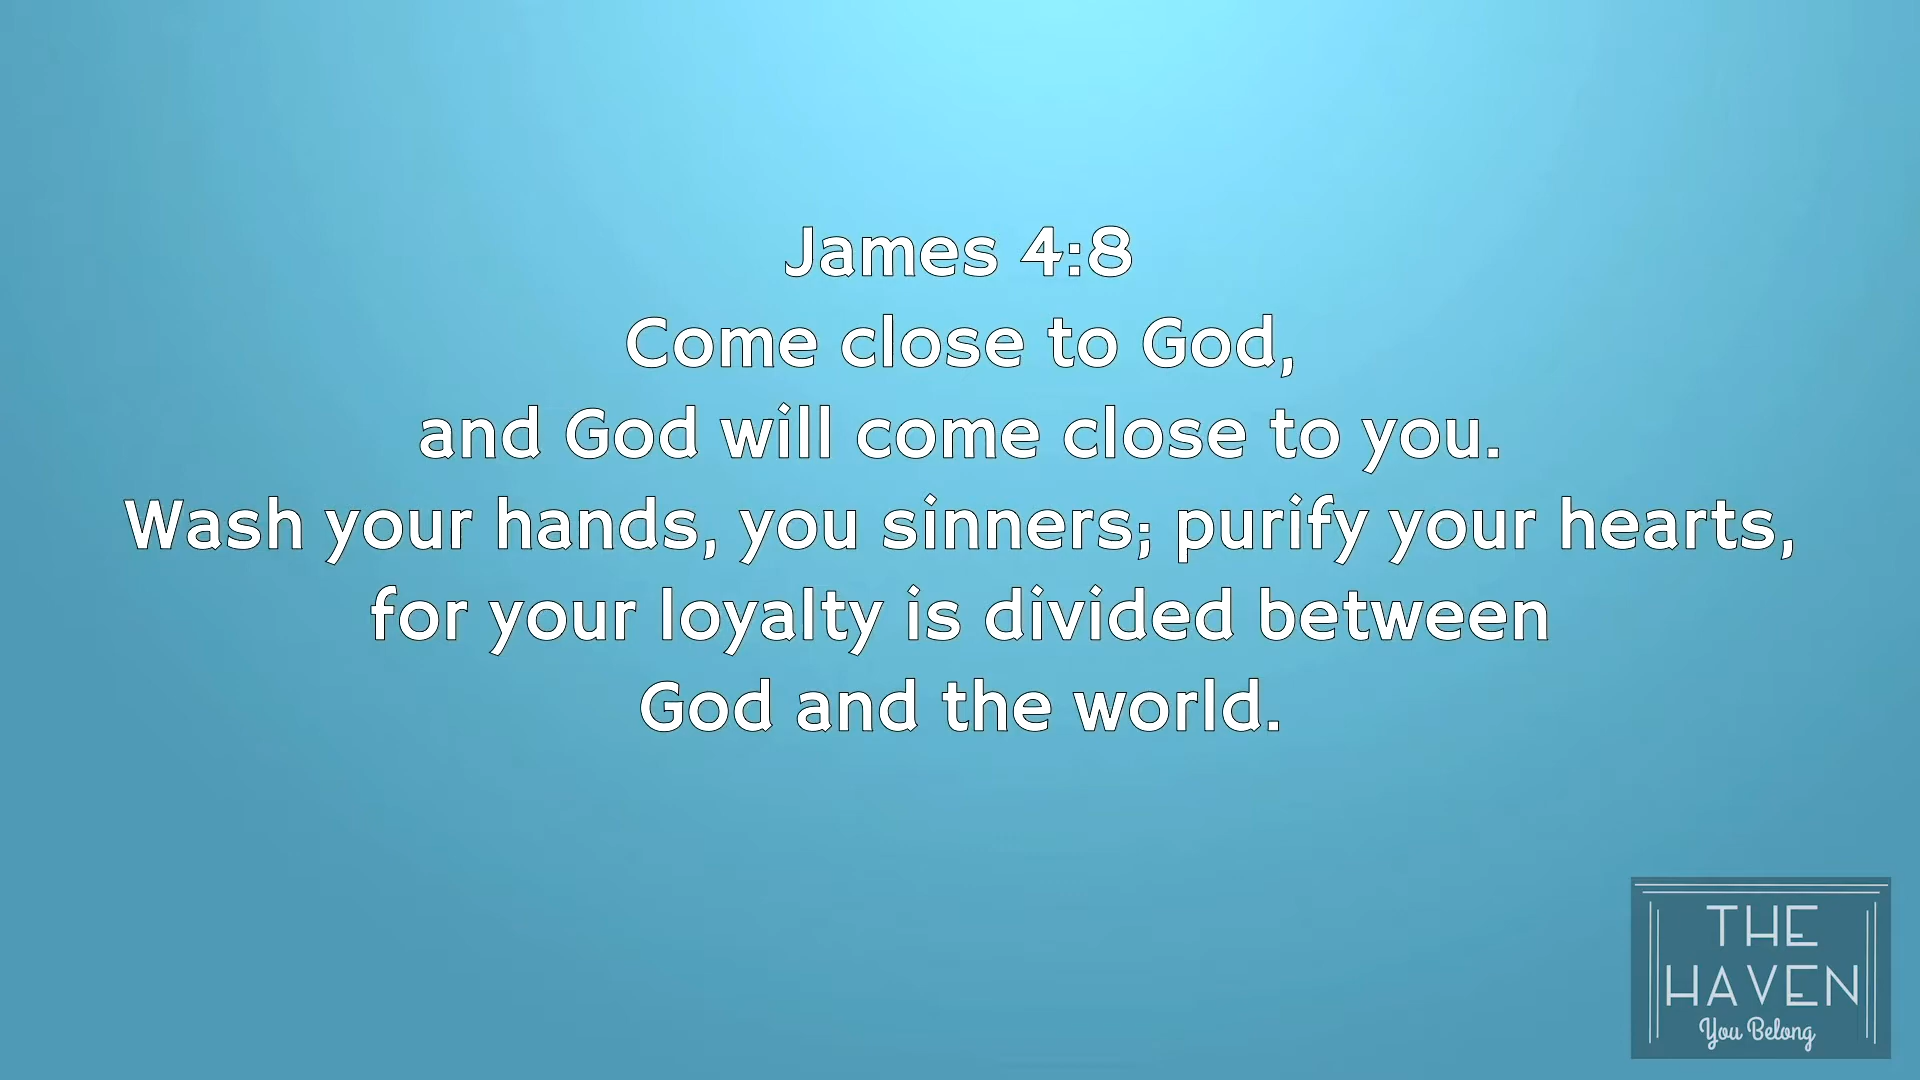 James 4:8
Come close to God,
and God will come close to you.
Wash your hands, you sinners; purify your hearts,
for your loyalty is divided between
God and the world.
THE
HAVEN
You Belong